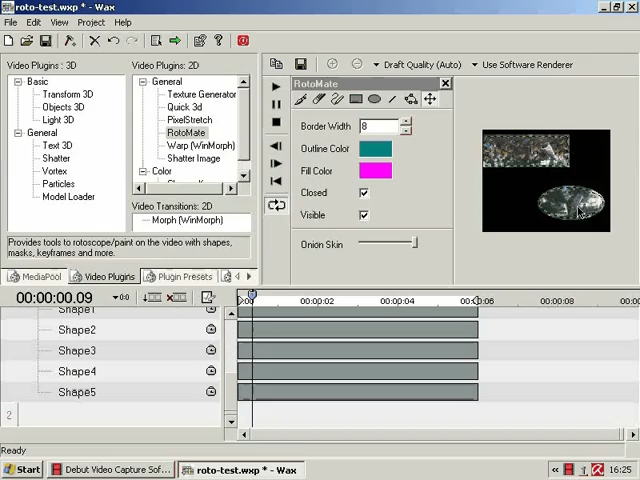 roto-test.wxp * - Wax
File Edit View Project Help
Video Plugins : 3D
Basic
Transform 3D
Objects 3D
Light 3D
General
Text 3D
Shatter
Vortex
Particles
Model Loader
Video Plugins: 2D
General
Texture Generator
Quick 3d
PixelStretch
RotoMate
Warp (WinMorph)
Shatter Image
Color
Video Transitions: 2D
Morph (WinMorph)
Provides tools to rotoscope/paint on the video with shapes,
masks, keyframes and more.
MediaPool Video Plugins Plugin Presets
Draft Quality (Auto) Use Software Renderer
RotoMate
Border Width 8
Outline Color
Fill Color
Closed
Visible
Onion Skin
00:00:00.09 0:0 00:00:02 00:00:04 00:00:06 00:00:08
Shape1
Shape2
Shape3
Shape4
Shape5
2
Ready
Start Debut Video Capture Sof... roto-test.wxp * - Wax « 16:25